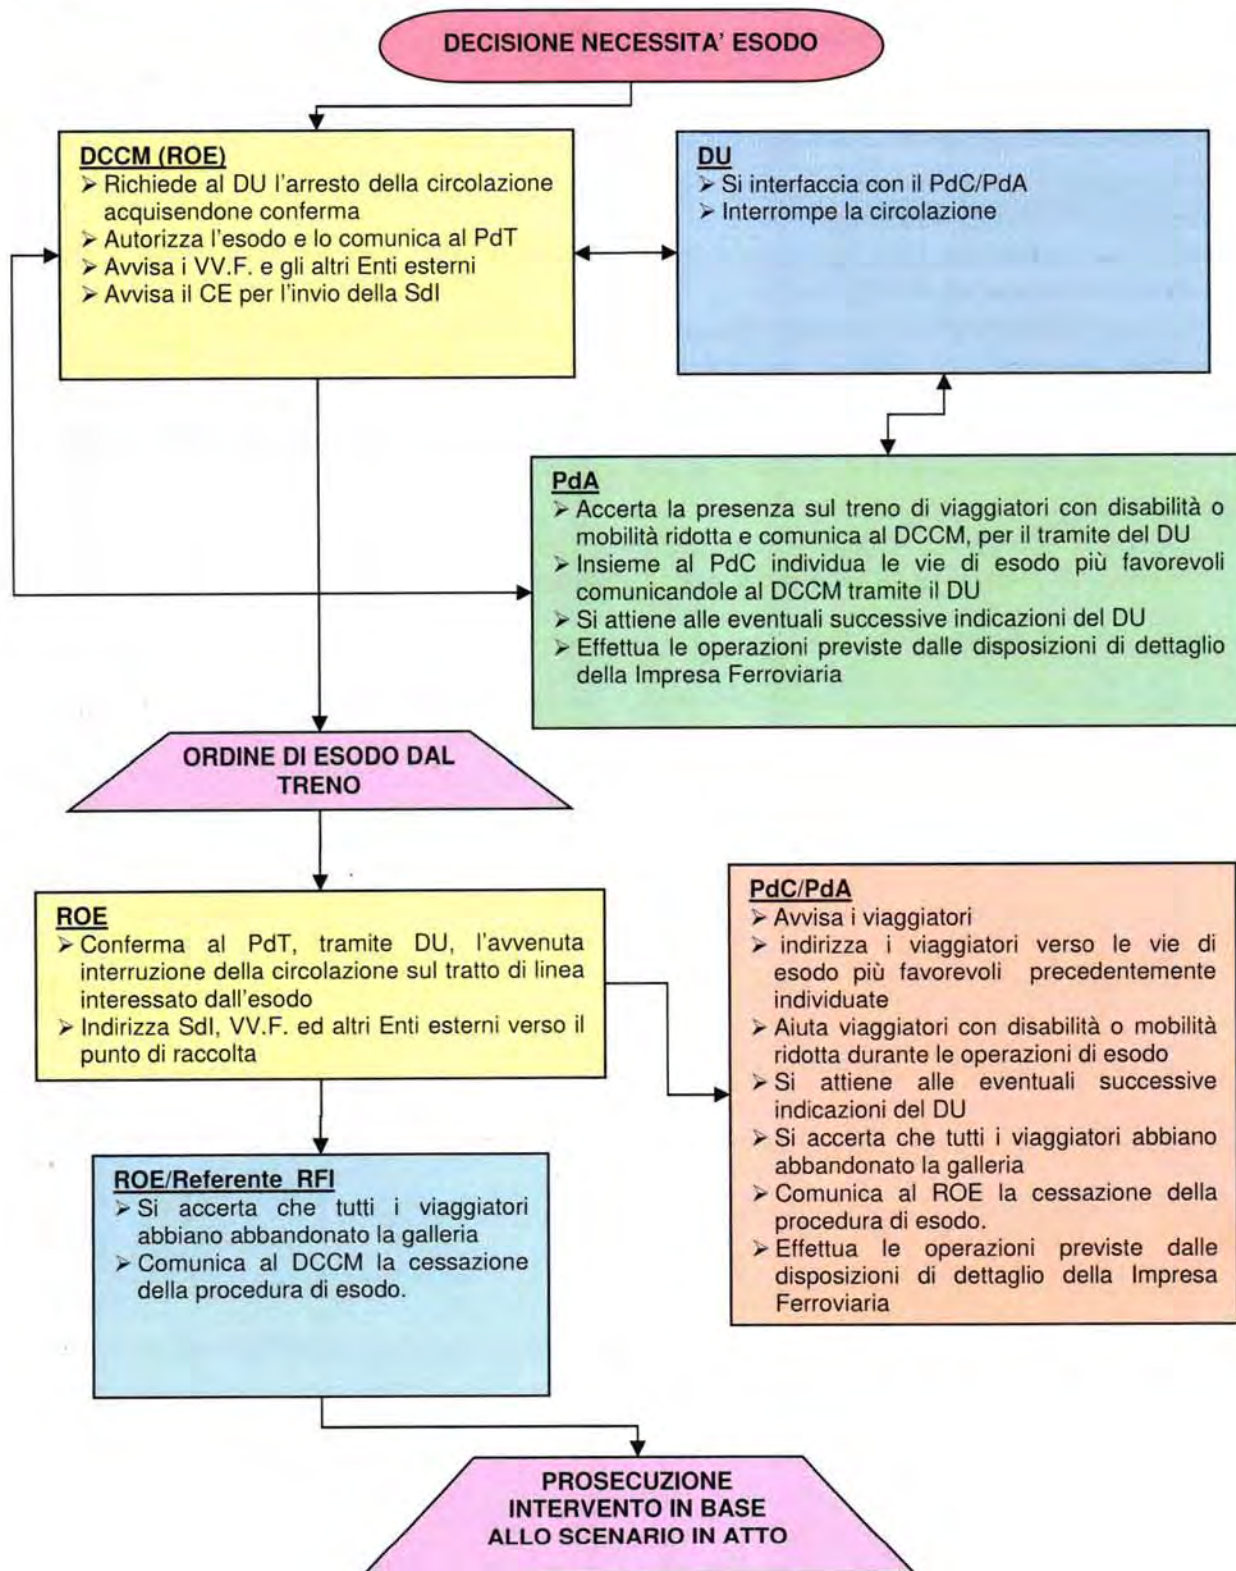 DECISIONE NECESSITA' ESODO
DCCM (ROE)
➢ Richiede al DU l'arresto della circolazione
acquisendone conferma
➢ Autorizza l'esodo e lo comunica al PdT
➢ Avvisa i VV.F. e gli altri Enti esterni
➢ Avvisa il CE per l'invio della SdI
DU
➢ Si interfaccia con il PdC/PdA
➢ Interrompe la circolazione
PdA
➢ Accerta la presenza sul treno di viaggiatori con disabilità o
mobilità ridotta e comunica al DCCM, per il tramite del DU
➢ Insieme al PdC individua le vie di esodo più favorevoli
comunicandole al DCCM tramite il DU
➢ Si attiene alle eventuali successive indicazioni del DU
➢ Effettua le operazioni previste dalle disposizioni di dettaglio
della Impresa Ferroviaria
ORDINE DI ESODO DAL
TRENO
ROE
➢ Conferma al PdT, tramite DU, l'avvenuta
interruzione della circolazione sul tratto di linea
interessato dall'esodo
➢ Indirizza SdI, VV.F. ed altri Enti esterni verso il
punto di raccolta
PdC/PdA
➢ Avvisa i viaggiatori
➢ indirizza i viaggiatori verso le vie di
esodo più favorevoli precedentemente
individuate
➢ Aiuta viaggiatori con disabilità o mobilità
ridotta durante le operazioni di esodo
➢ Si attiene alle eventuali successive
indicazioni del DU
➢ Si accerta che tutti i viaggiatori abbiano
abbandonato la galleria
➢ Comunica al ROE la cessazione della
procedura di esodo.
➢ Effettua le operazioni previste dalle
disposizioni di dettaglio della Impresa
Ferroviaria
ROE/Referente RFI
➢ Si accerta che tutti i viaggiatori
abbiano abbandonato la galleria
➢ Comunica al DCCM la cessazione
della procedura di esodo.
PROSECUZIONE
INTERVENTO IN BASE
ALLO SCENARIO IN ATTO